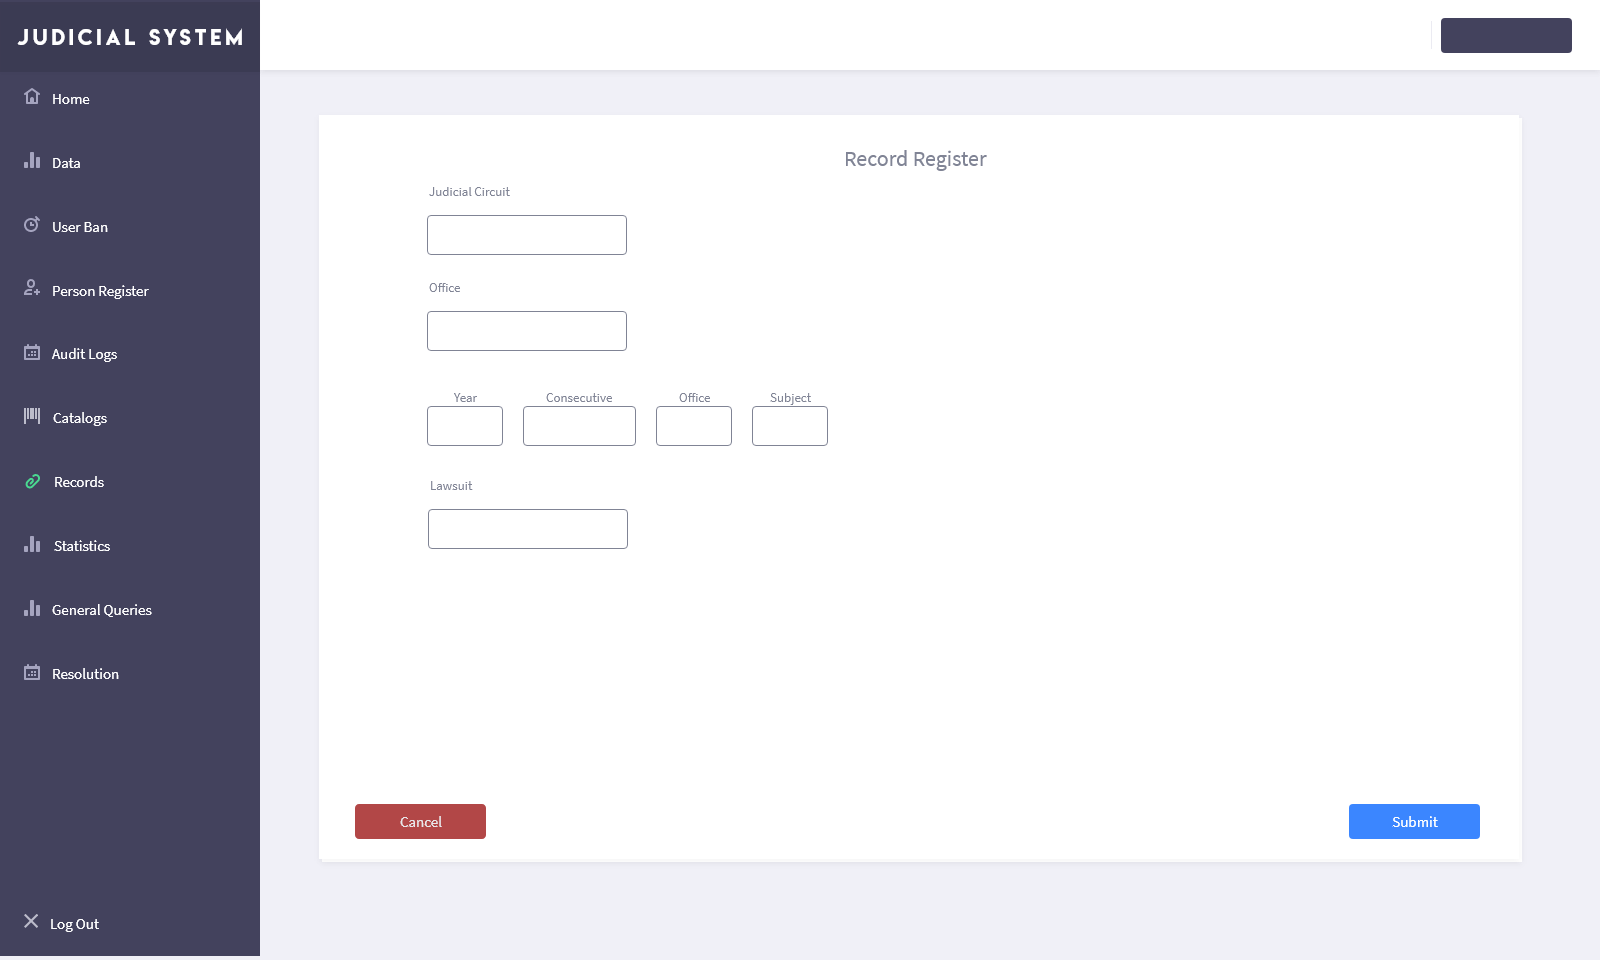 JUDICIAL SYSTEM
Home
Data
User Ban
Person Register
Audit Logs
Catalogs
Records
Statistics
General Queries
Resolution
Log Out
Record Register
Judicial Circuit
Office
Year Consecutive Office Subject
Lawsuit
Cancel Submit